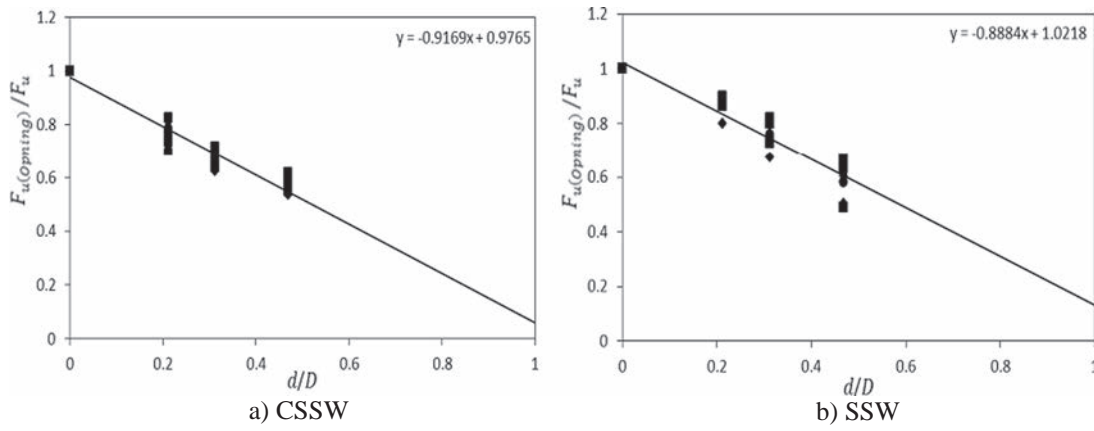 1.2
1
0.8
0.6
0.4
0.2
0
0 0.2 0.4 0.6 0.8 1
F_u(opning)/F_u
d/D
y = -0.9169x + 0.9765
a) CSSW
1.2
1
0.8
0.6
0.4
0.2
0
0 0.2 0.4 0.6 0.8 1
F_u(opning)/F_u
d/D
y = -0.8884x + 1.0218
b) SSW